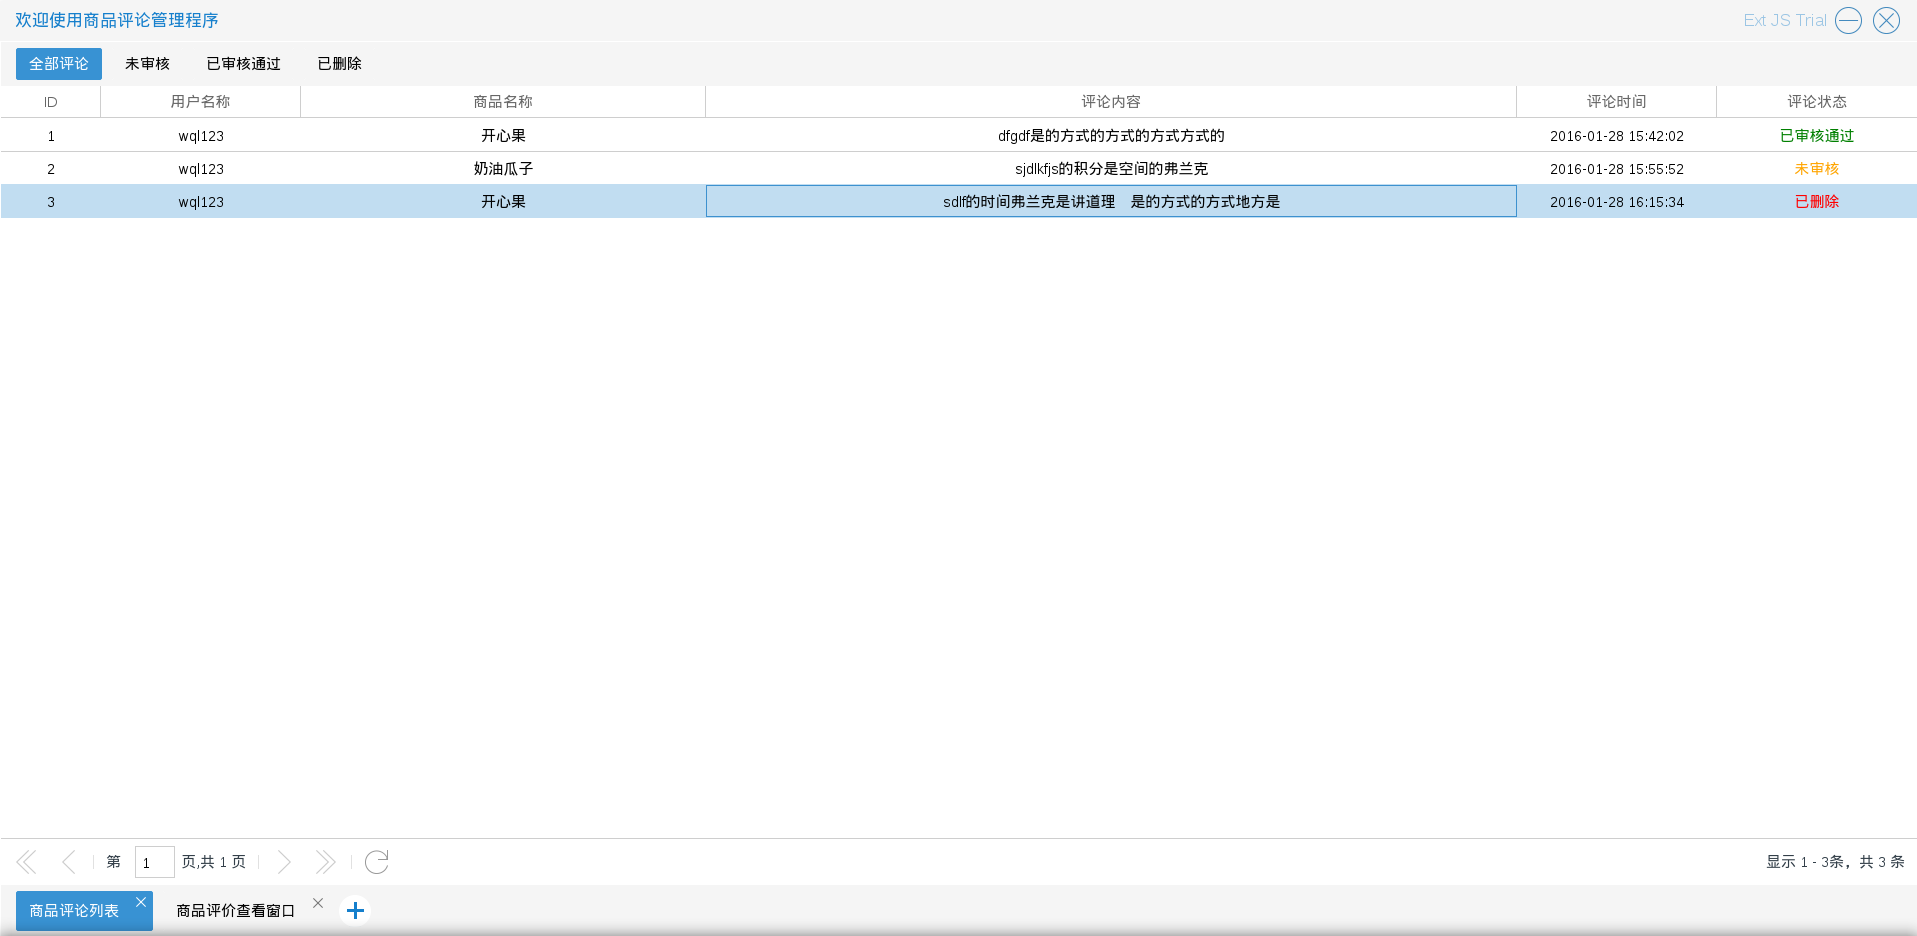 欢迎使用商品评论管理程序 Ext JS Trial
全部评论 未审核 已审核通过 已删除
ID 用户名称 商品名称 评论内容 评论时间 评论状态
1 wql123 开心果 dfgdf是的方式的方式的方式方式的 2016-01-28 15:42:02 已审核通过
2 wql123 奶油瓜子 sjdlkfjs的积分是空间的弗兰克 2016-01-28 15:55:52 未审核
3 wql123 开心果 sdlf的时间弗兰克是讲道理　是的方式的方式地方是 2016-01-28 16:15:34 已删除
第 1 页,共 1 页 显示 1 - 3条，共 3 条
商品评论列表 商品评价查看窗口